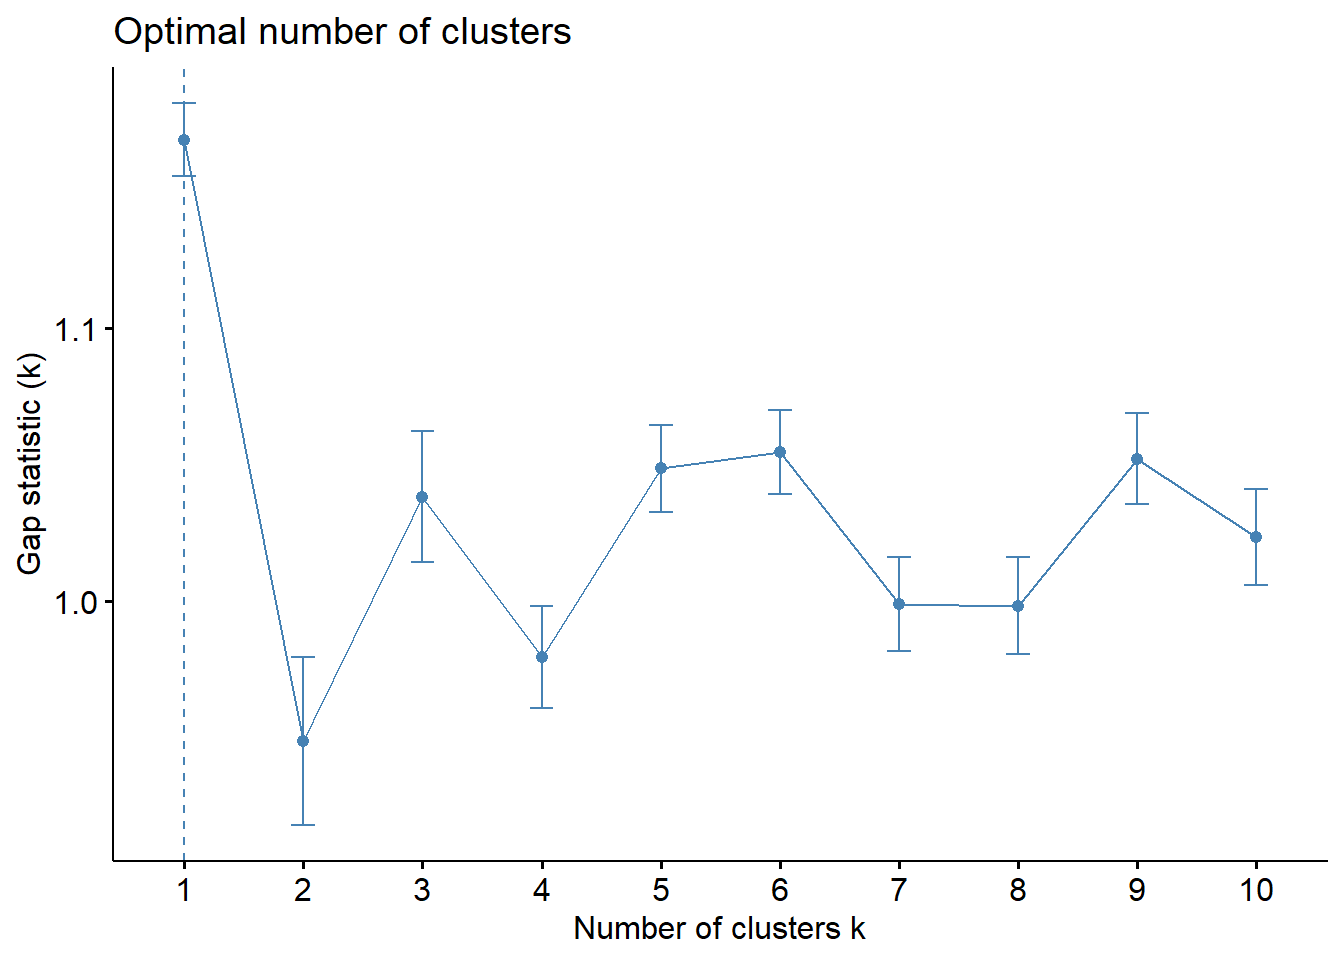 Optimal number of clusters
Gap statistic (k)
1.1
1.0
1 2 3 4 5 6 7 8 9 10
Number of clusters k